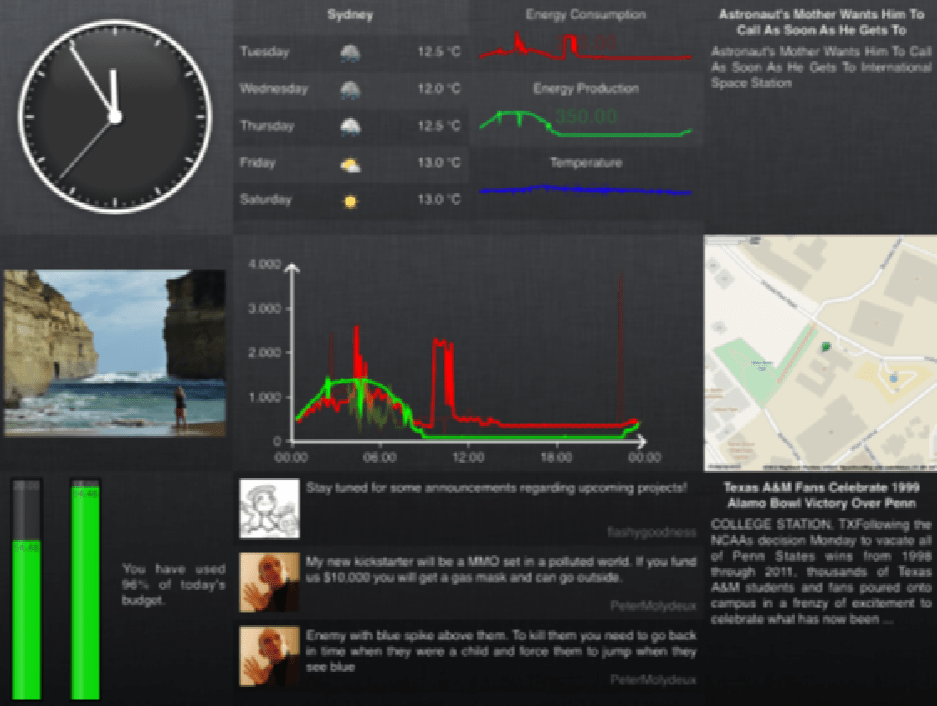 Sydney
Tuesday 12.5 °C
Wednesday 12.0 °C
Thursday 12.5 °C
Friday 13.0 °C
Saturday 13.0 °C
Energy Consumption
Energy Production
350.00
Temperature
Astronaut's Mother Wants Him To
Call As Soon As He Gets To
Astronaut's Mother Wants Him To Call
As Soon As He Gets To International
Space Station
4.000
3.000
2.000
1.000
0
00:00 06:00 12:00 18:00 00:00
You have used
96% of today's
budget.
Stay tuned for some announcements regarding upcoming projects!
flashygoodness
My new kickstarter will be a MMO set in a polluted world. If you fund
us $10,000 you will get a gas mask and can go outside.
PeterMolydeux
Enemy with blue spike above them. To kill them you need to go back
in time when they were a child and force them to jump when they
see blue
PeterMolydeux
Texas A&M Fans Celebrate 1999
Alamo Bowl Victory Over Penn
COLLEGE STATION, TXFollowing the
NCAAs decision Monday to vacate all
of Penn States wins from 1998
through 2011, thousands of Texas
A&M students and fans poured onto
campus in a frenzy of excitement to
celebrate what has now been ...